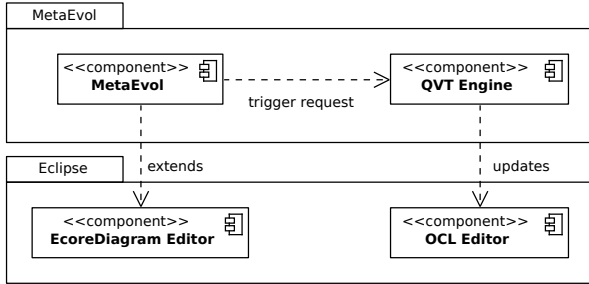 MetaEvol
<<component>>
MetaEvol
<<component>>
QVT Engine
trigger request
Eclipse
extends
updates
<<component>>
EcoreDiagram Editor
<<component>>
OCL Editor